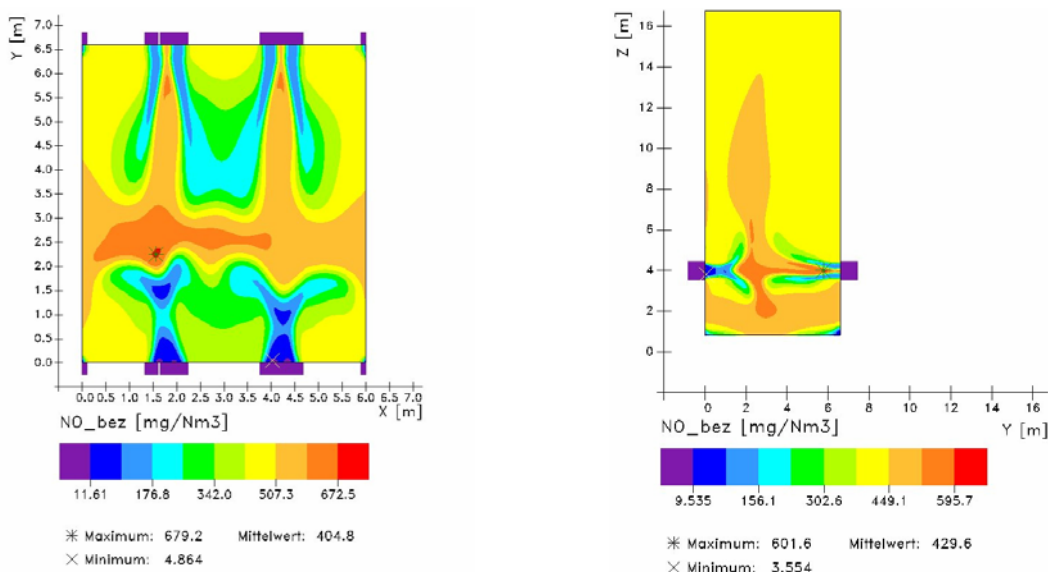 Y [m]
7.0
6.5
6.0
5.5
5.0
4.5
4.0
3.5
3.0
2.5
2.0
1.5
1.0
0.5
0.0
0.0 0.5 1.0 1.5 2.0 2.5 3.0 3.5 4.0 4.5 5.0 5.5 6.0 6.5 7.0
X [m]
NO_bez [mg/Nm3]
11.61 176.8 342.0 507.3 672.5
Maximum: 679.2 Mittelwert: 404.8
Minimum: 4.864
Z [m]
16
14
12
10
8
6
4
2
0
0 2 4 6 8 10 12 14 16
NO_bez [mg/Nm3] Y [m]
9.535 156.1 302.6 449.1 595.7
Maximum: 601.6 Mittelwert: 429.6
Minimum: 3.554